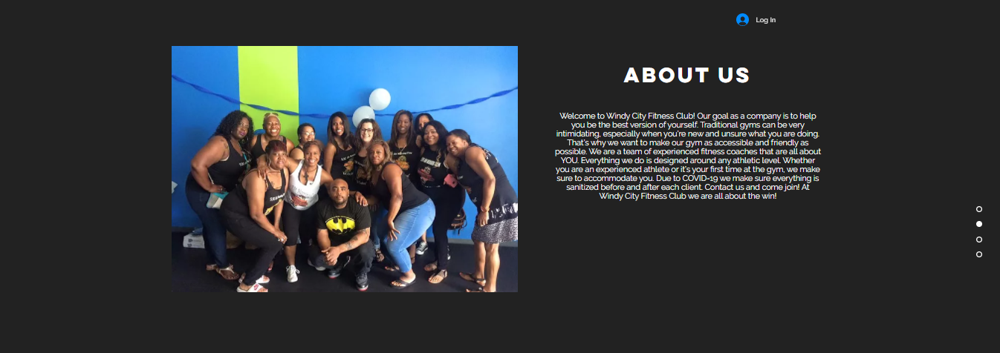 Log In
ABOUT US
Welcome to Windy City Fitness Club! Our goal as a company is to help
you be the best version of yourself. Traditional gyms can be very
intimidating, especially when you're new and unsure what you are doing.
That's why we want to make our gym as accessible and friendly as
possible. We are a team of experienced fitness coaches that are all about
YOU. Everything we do is designed around any athletic level. Whether
you are an experienced athlete or it's your first time at the gym, we make
sure to accommodate you. Due to COVID-19 we make sure everything is
sanitized before and after each client. Contact us and come join! At
Windy City Fitness Club we are all about the win!